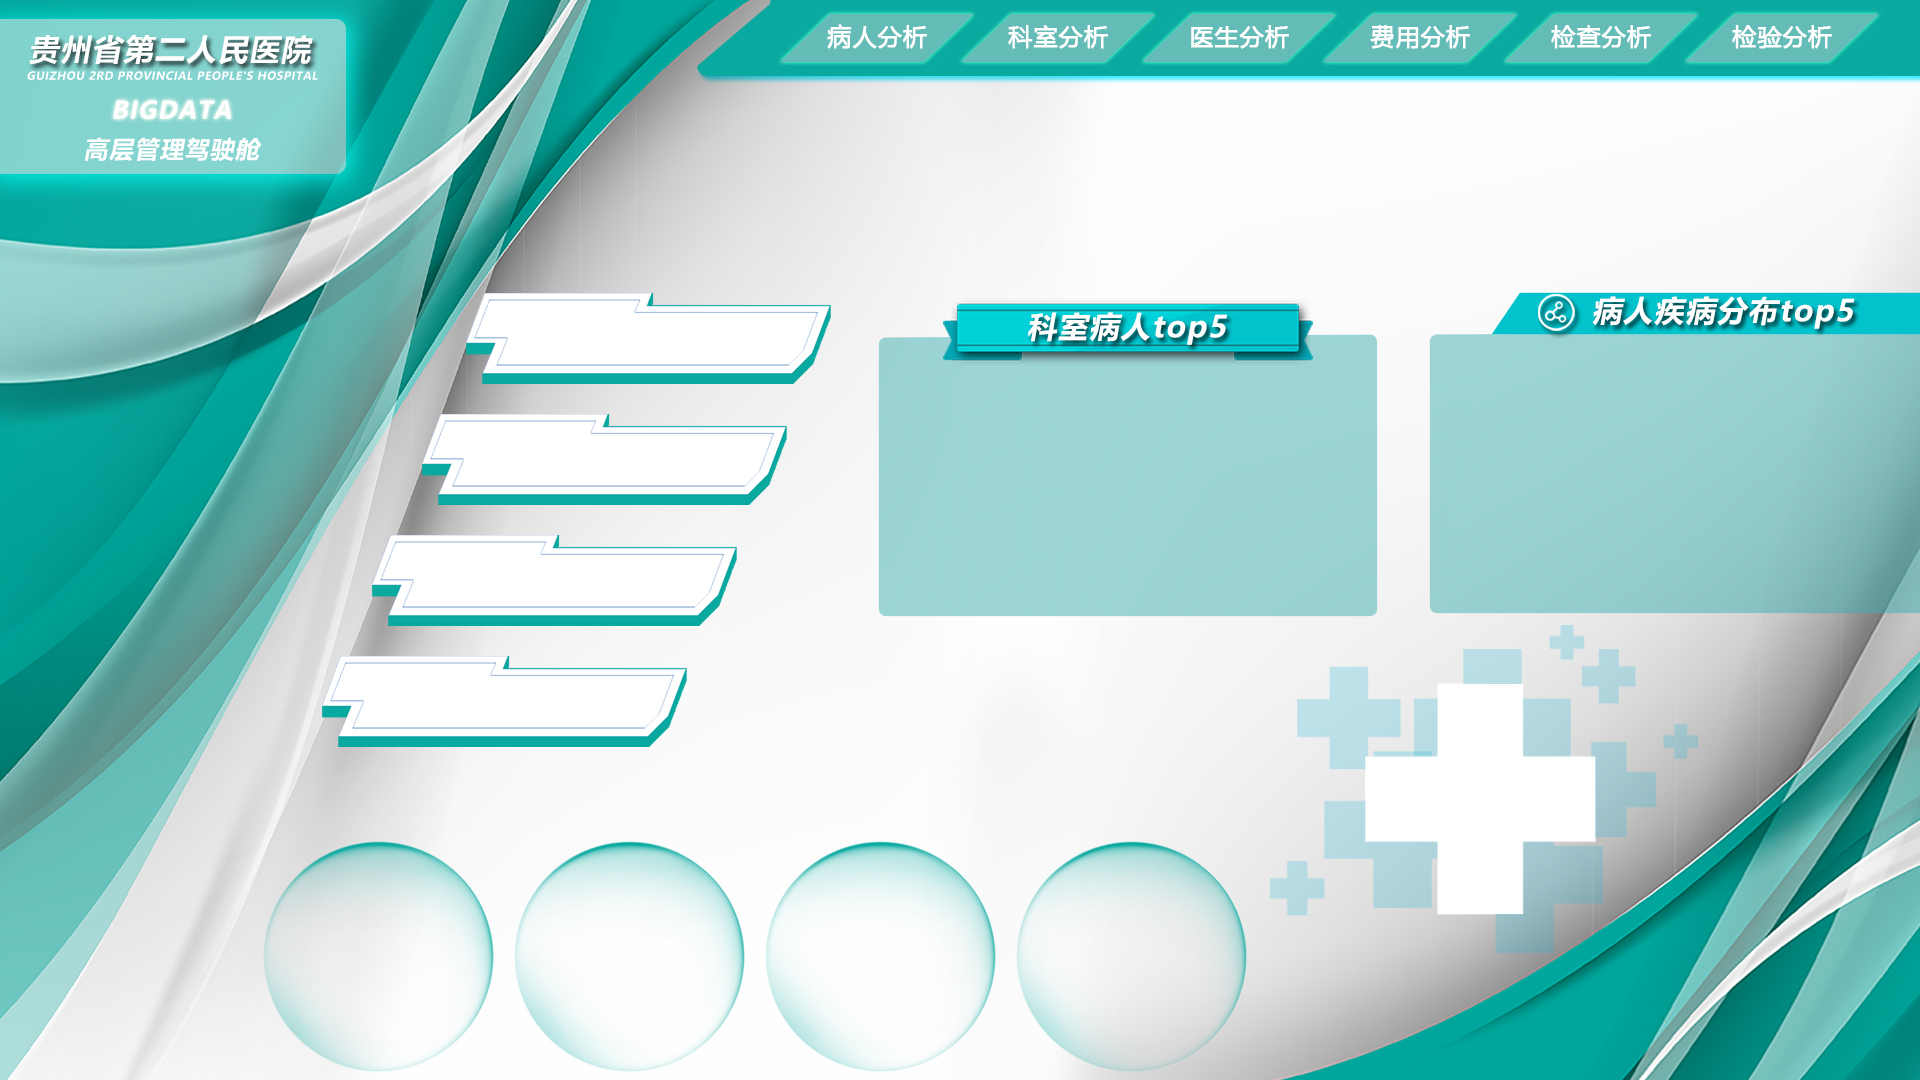 贵州省第二人民医院
GUIZHOU 2RD PROVINCIAL PEOPLE'S HOSPITAL
BIGDATA
高层管理驾驶舱
病人分析
科室分析
医生分析
费用分析
检查分析
检验分析
科室病人top5
病人疾病分布top5